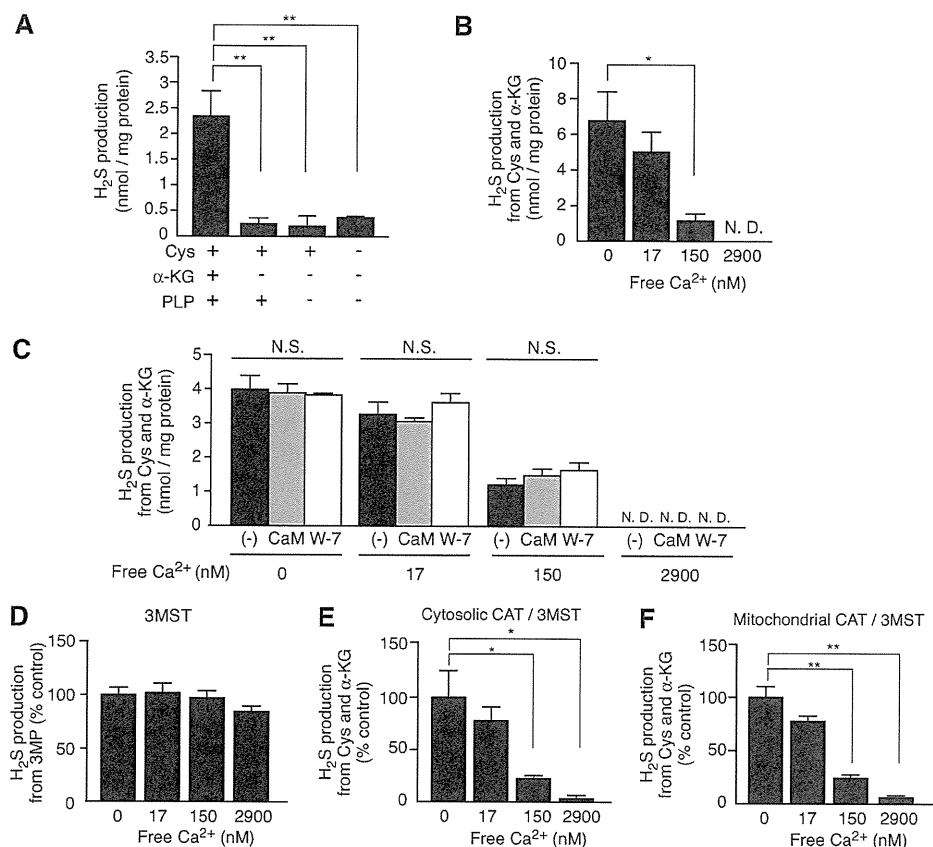 A
**
**
**
H2S production
(nmol / mg protein)
3.5
3
2.5
2
1.5
1
0.5
0
Cys + + + -
α-KG + - - -
PLP + + - -
B
*
H2S production
from Cys and α-KG
(nmol / mg protein)
10
8
6
4
2
0
N. D.
0 17 150 2900
Free Ca2+ (nM)
C
N.S. N.S. N.S.
H2S production
from Cys and α-KG
(nmol / mg protein)
5
4
3
2
1
0
N. D. N. D. N. D.
(-) CaM W-7 (-) CaM W-7 (-) CaM W-7 (-) CaM W-7
Free Ca2+ (nM) 0 17 150 2900
D
3MST
H2S production
from 3MP (% control)
150
100
50
0
0 17 150 2900
Free Ca2+ (nM)
E
Cytosolic CAT / 3MST
*
*
H2S production
from Cys and α-KG
(% control)
150
100
50
0
0 17 150 2900
Free Ca2+ (nM)
F
Mitochondrial CAT / 3MST
**
**
H2S production
from Cys and α-KG
(% control)
150
100
50
0
0 17 150 2900
Free Ca2+ (nM)